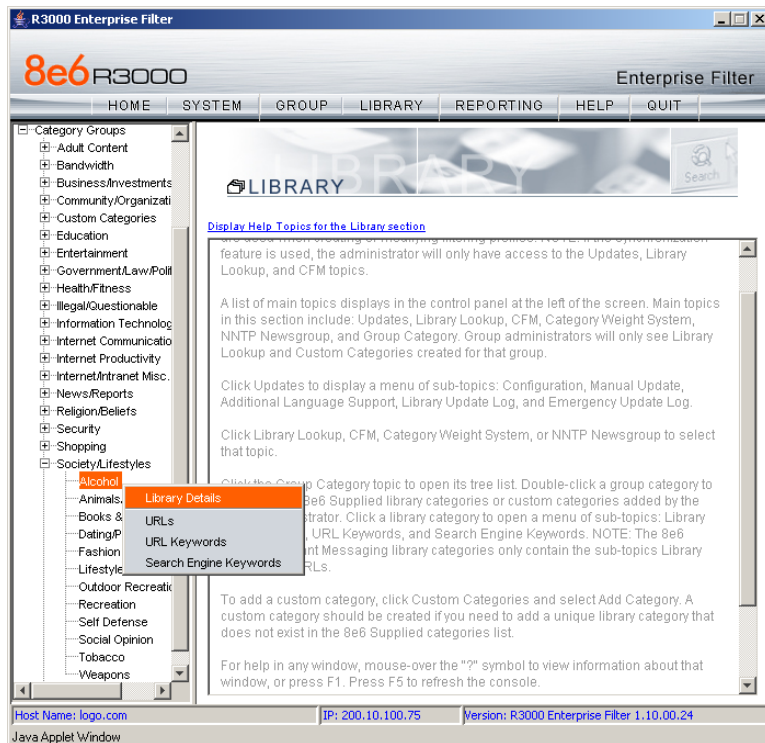 R3000 Enterprise Filter
8e6 R3000
Enterprise Filter
HOME SYSTEM GROUP LIBRARY REPORTING HELP QUIT
Category Groups
Adult Content
Bandwidth
Business/Investments
Community/Organizati
Custom Categories
Education
Entertainment
Government/Law/Polit
Health/Fitness
Illegal/Questionable
Information Technolog
Internet Communicatio
Internet Productivity
Internet/Intranet Misc.
News/Reports
Religion/Beliefs
Security
Shopping
Society/Lifestyles
Alcohol
Animals
Books &
Dating/P
Fashion
Lifestyle
Outdoor Recreatio
Recreation
Self Defense
Social Opinion
Tobacco
Weapons
Library Details
URLs
URL Keywords
Search Engine Keywords
LIBRARY
LIBRARY
Search
Display Help Topics for the Library section
are used when creating or modifying filtering profiles. NOTE: If the synchronization
feature is used, the administrator will only have access to the Updates, Library
Lookup, and CFM topics.
A list of main topics displays in the control panel at the left of the screen. Main topics
in this section include: Updates, Library Lookup, CFM, Category Weight System,
NNTP Newsgroup, and Group Category. Group administrators will only see Library
Lookup and Custom Categories created for that group.
Click Updates to display a menu of sub-topics: Configuration, Manual Update,
Additional Language Support, Library Update Log, and Emergency Update Log.
Click Library Lookup, CFM, Category Weight System, or NNTP Newsgroup to select
that topic.
Click the Group Category topic to open its tree list. Double-click a group category to
8e6 Supplied library categories or custom categories added by the
strator. Click a library category to open a menu of sub-topics: Library
, URL Keywords, and Search Engine Keywords. NOTE: The 8e6
nt Messaging library categories only contain the sub-topics Library
RLs.
To add a custom category, click Custom Categories and select Add Category. A
custom category should be created if you need to add a unique library category that
does not exist in the 8e6 Supplied categories list.
For help in any window, mouse-over the "?" symbol to view information about that
window, or press F1. Press F5 to refresh the console.
Host Name: logo.com
IP: 200.10.100.75
Version: R3000 Enterprise Filter 1.10.00.24
Java Applet Window